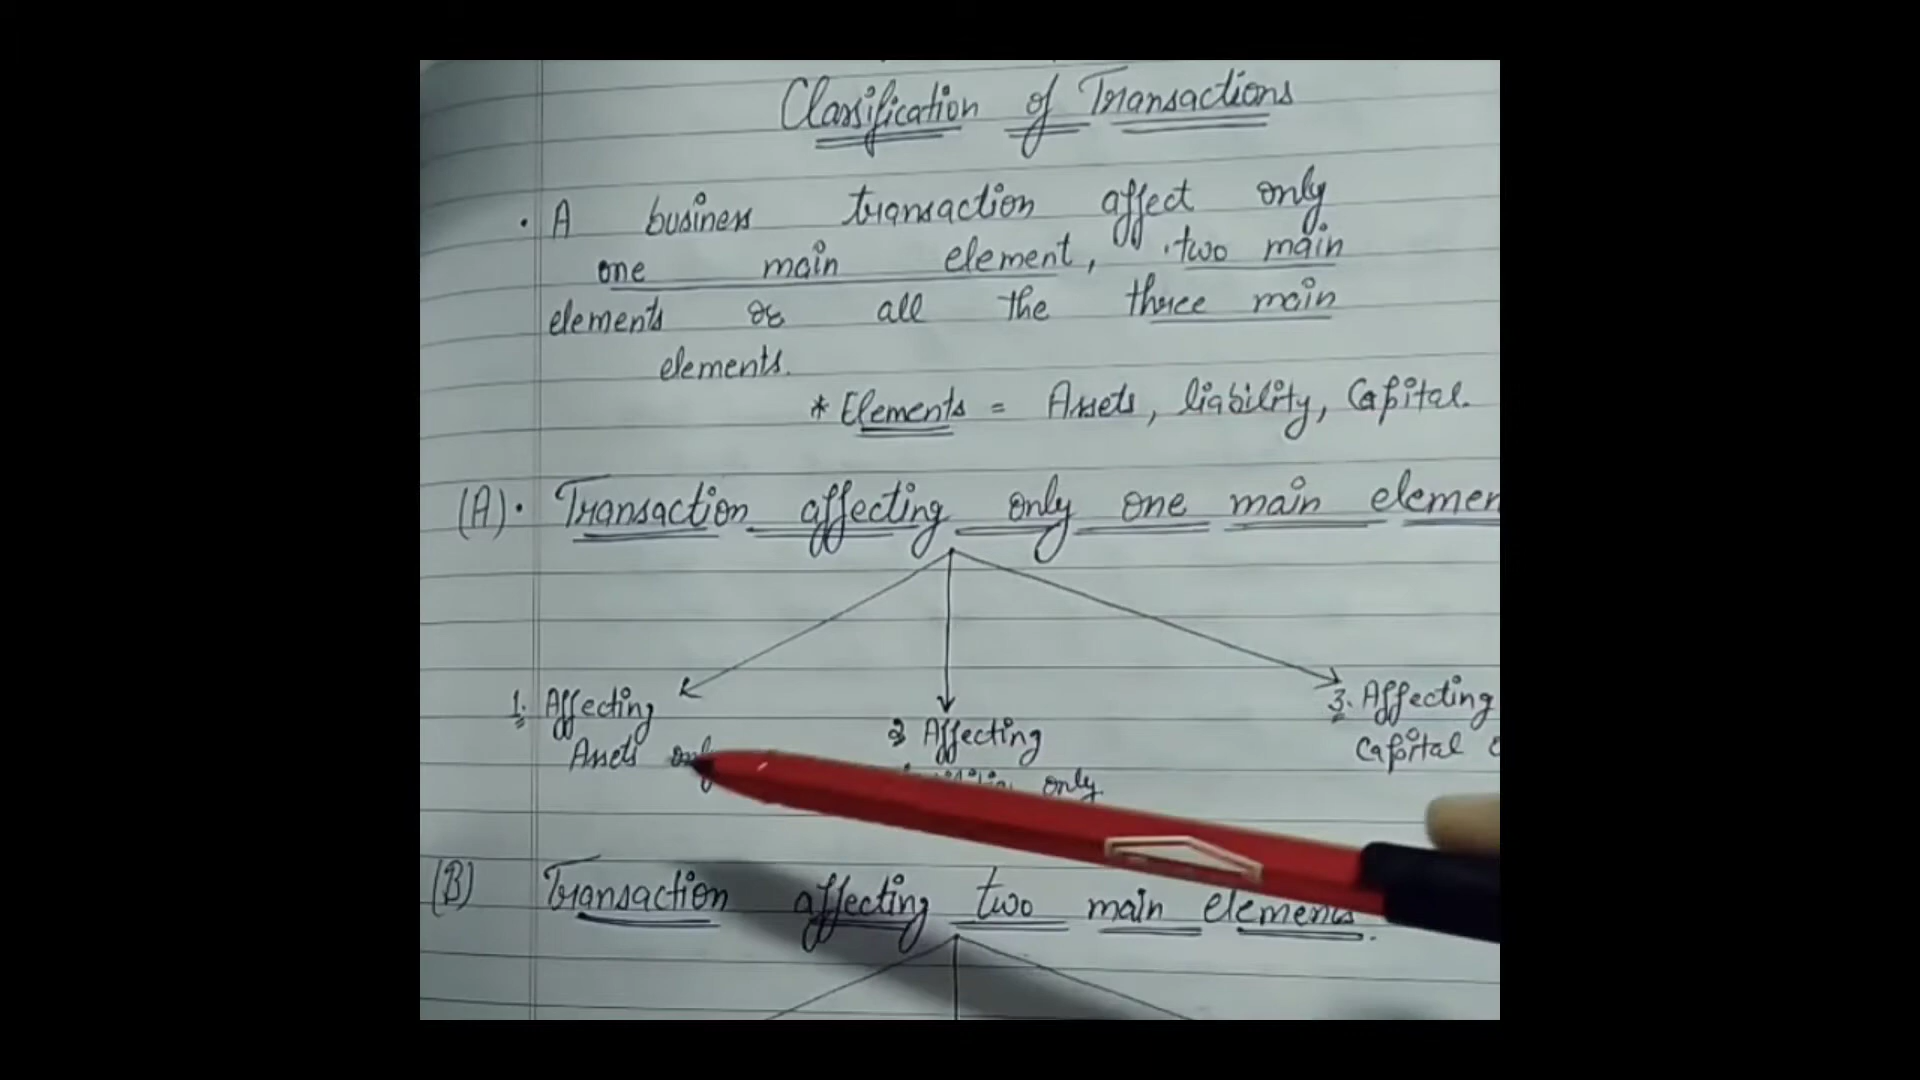 Classification of Transactions
· A business transaction affect only
one main element, two main
elements or all the three main
elements.
* Elements = Assets, liability, Capital.
(A)· Transaction affecting only one main
1. Affecting
Assets only
2 Affecting
only
3. Affecting
Capital
(B) Transaction affecting two main elements.